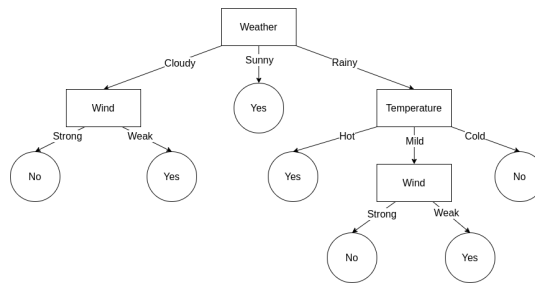 Weather
Cloudy
Sunny
Rainy
Wind
Yes
Temperature
Strong
Weak
Hot
Mild
Cold
No
Yes
Yes
Wind
No
Strong
Weak
No
Yes